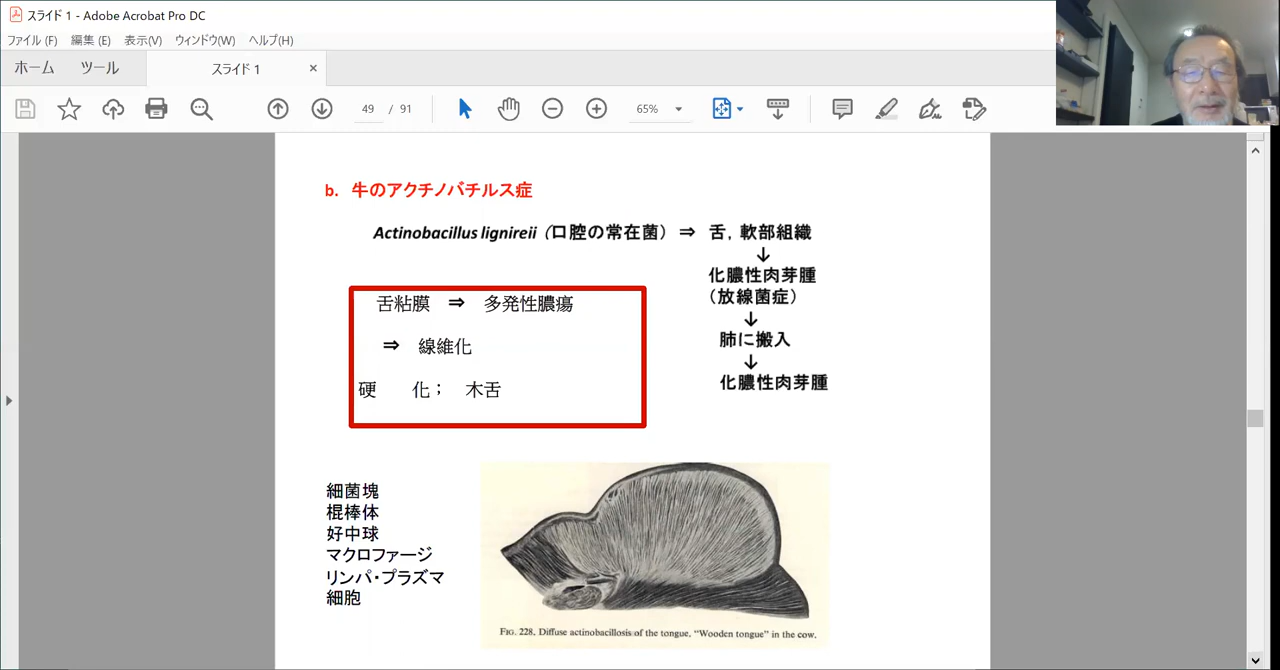 スライド 1 - Adobe Acrobat Pro DC
ファイル (F) 編集 (E) 表示(V) ウィンドウ(W) ヘルプ(H)
ホーム ツール スライド 1 ×
49 / 91 65%
b. 牛のアクチノバチルス症
Actinobacillus lignireii (口腔の常在菌) ⇒ 舌, 軟部組織
↓
化膿性肉芽腫
(放線菌症)
↓
肺に搬入
↓
化膿性肉芽腫
舌粘膜 ⇒ 多発性膿瘍
⇒ 線維化
硬 化； 木舌
細菌塊
棍棒体
好中球
マクロファージ
リンパ・プラズマ
細胞
FIG. 228. Diffuse actinobacillosis of the tongue, "Wooden tongue" in the cow.